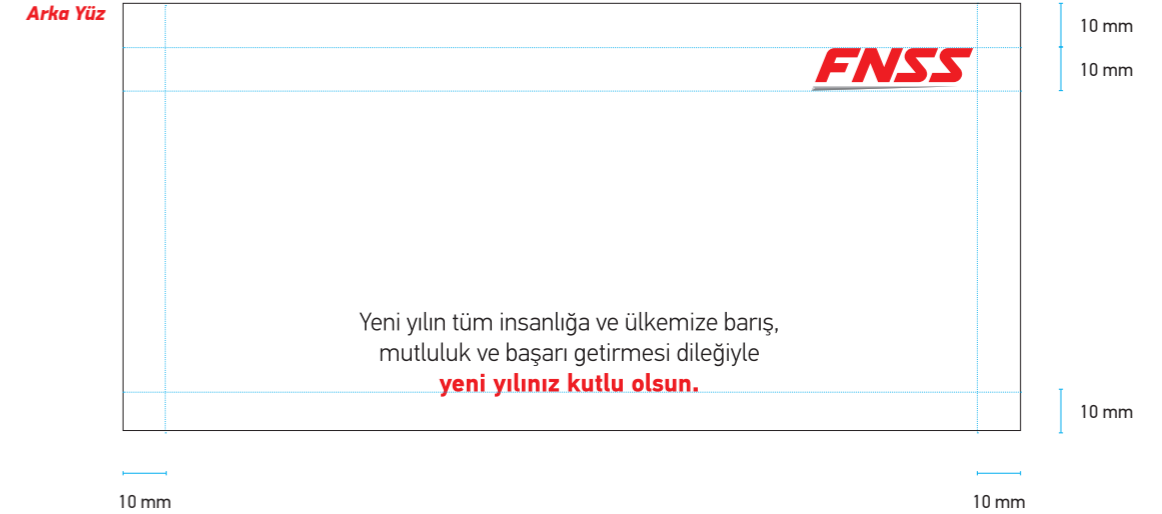 Arka Yüz
10 mm
FNSS
10 mm
Yeni yılın tüm insanlığa ve ülkemize barış,
mutluluk ve başarı getirmesi dileğiyle
yeni yılınız kutlu olsun.
10 mm
10 mm
10 mm